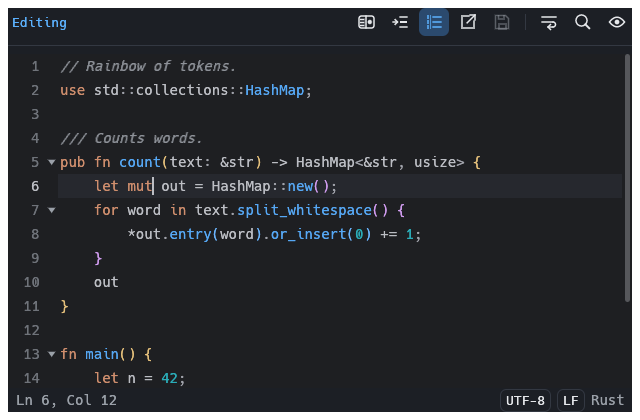 Editing
1 // Rainbow of tokens.
2 use std::collections::HashMap;
3
4 /// Counts words.
5 pub fn count(text: &str) -> HashMap<&str, usize> {
6     let mut out = HashMap::new();
7     for word in text.split_whitespace() {
8         *out.entry(word).or_insert(0) += 1;
9     }
10     out
11 }
12
13 fn main() {
14     let n = 42;
Ln 6, Col 12 UTF-8 LF Rust